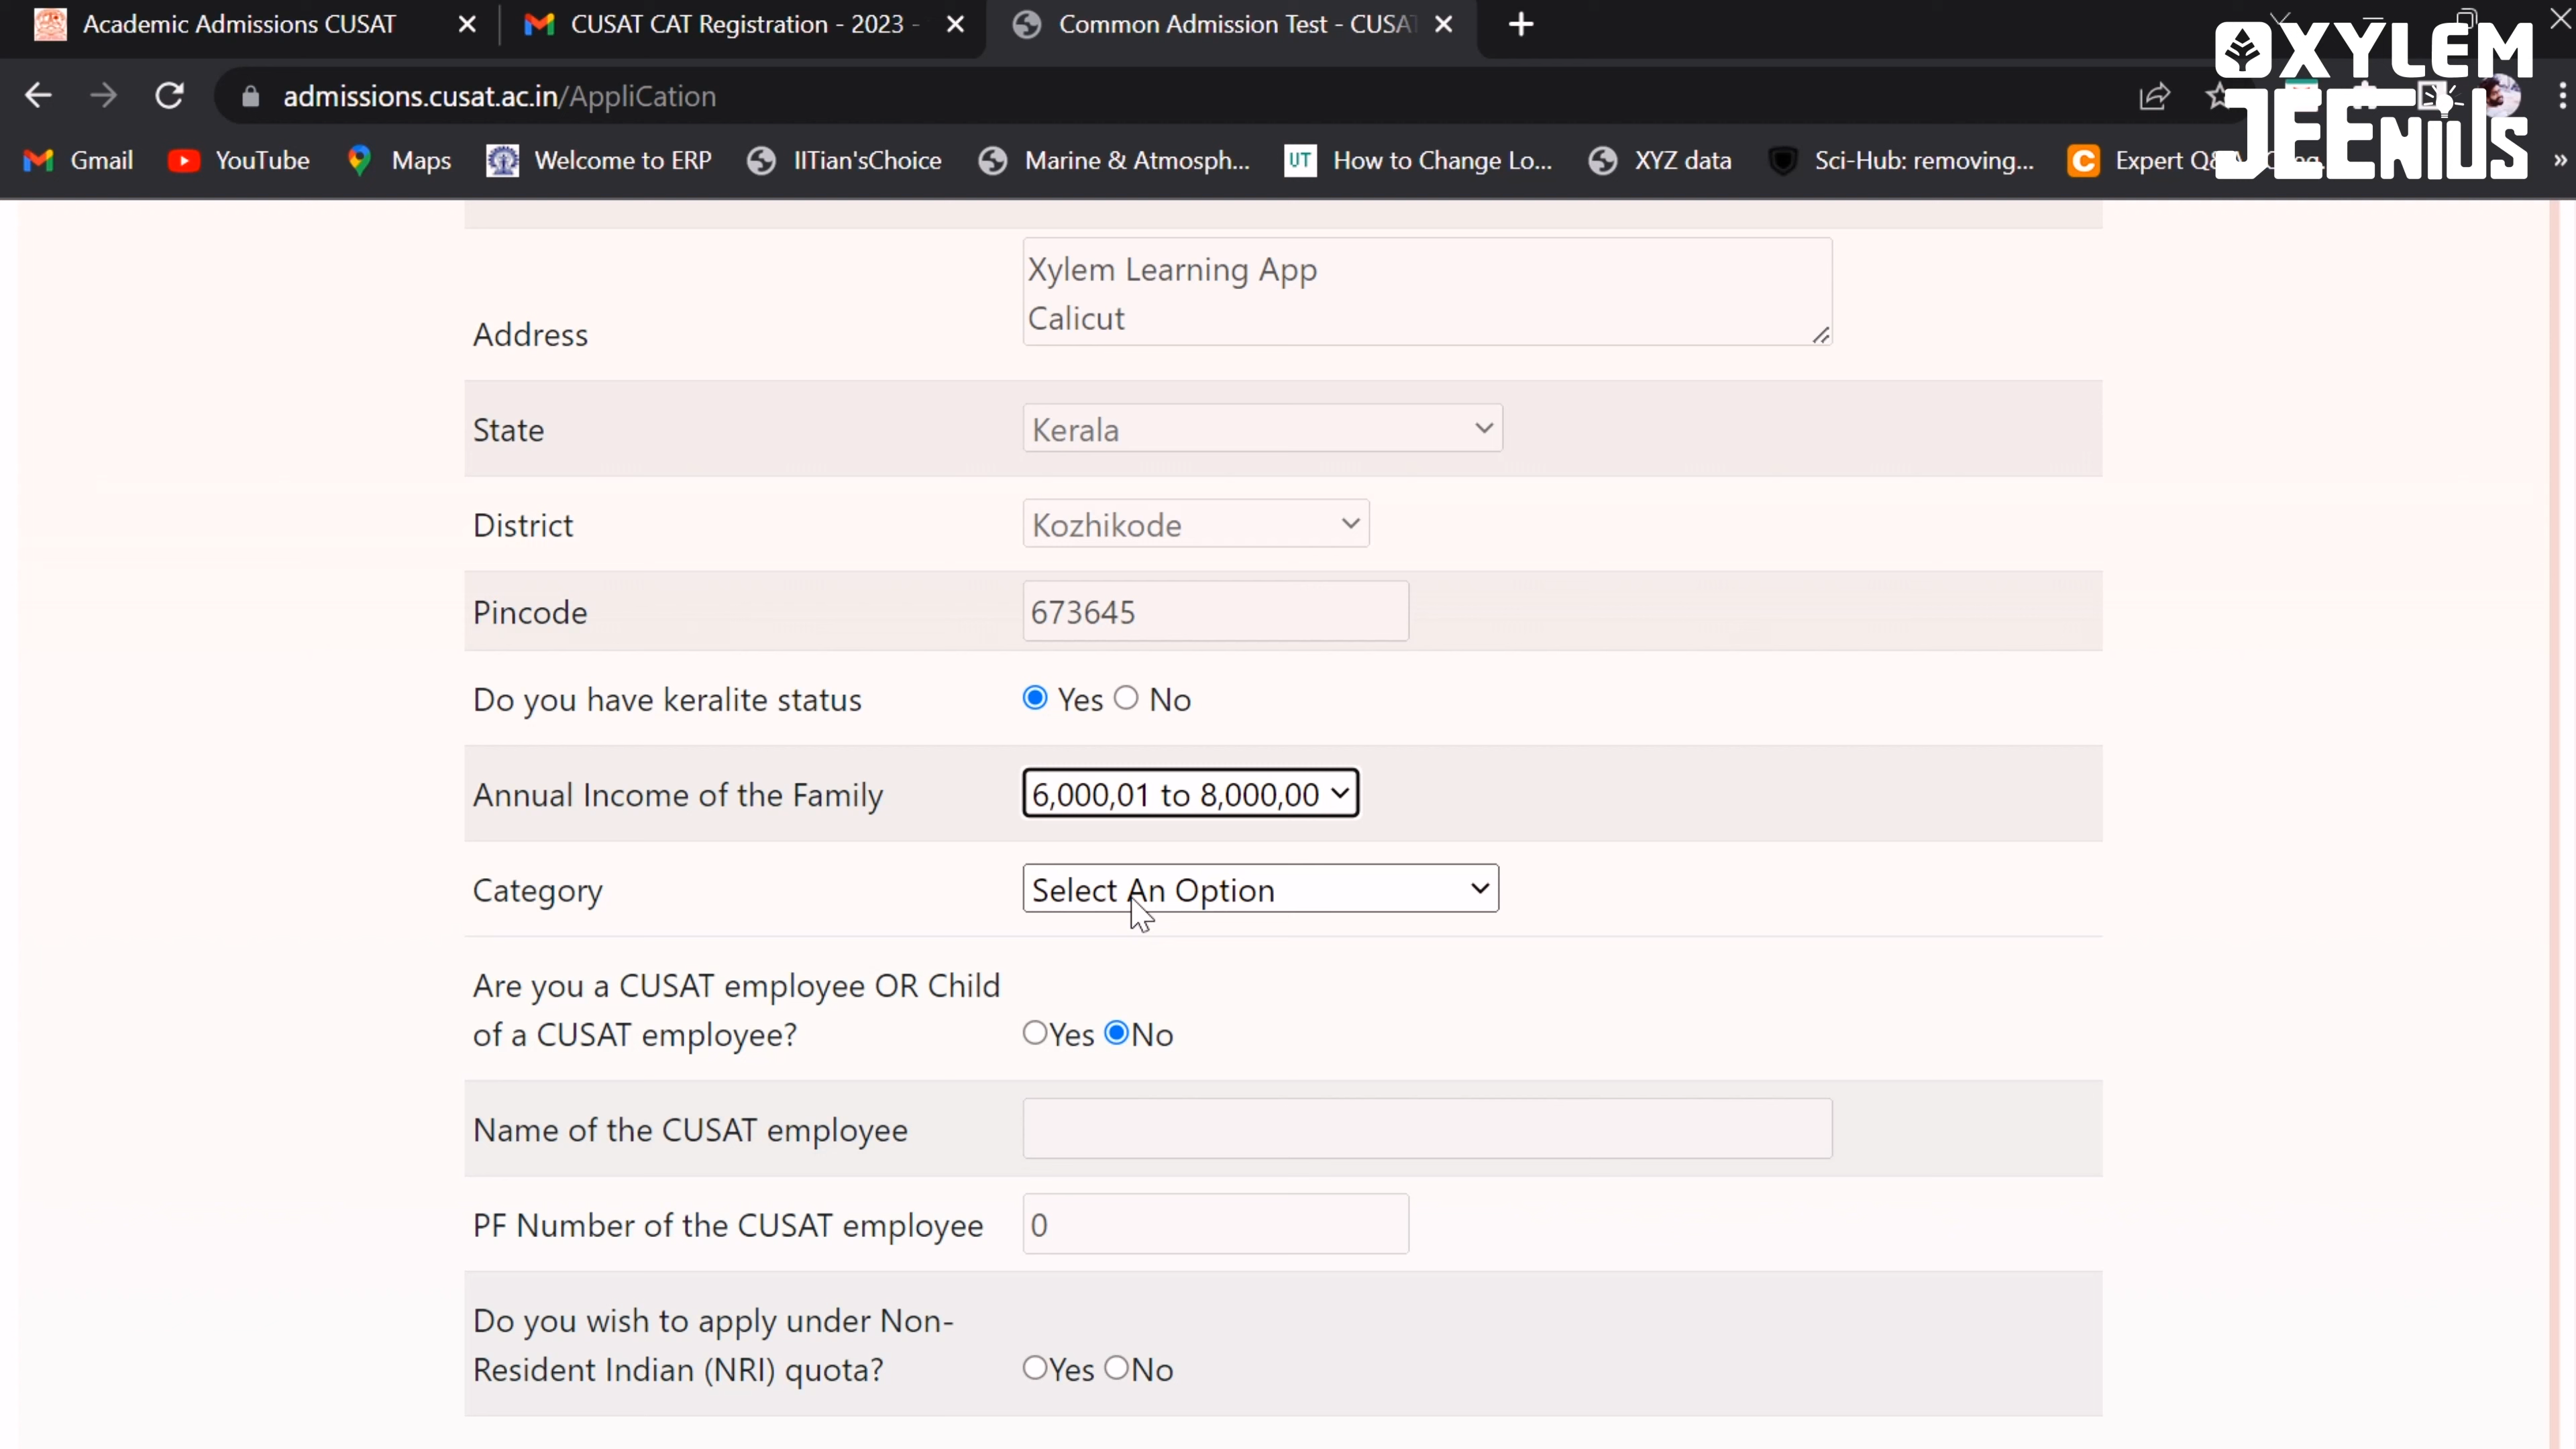 Academic Admissions CUSAT
CUSAT CAT Registration - 2023 -
Common Admission Test - CUSAT
XYLEM
JEENIUS
admissions.cusat.ac.in/AppliCation
Gmail
YouTube
Maps
Welcome to ERP
IITian'sChoice
Marine & Atmosph...
UT
How to Change Lo...
XYZ data
Sci-Hub: removing...
C
Expert
Address
Xylem Learning App
Calicut
State
Kerala
District
Kozhikode
Pincode
673645
Do you have keralite status
Yes No
Annual Income of the Family
6,000,01 to 8,000,00
Category
Select An Option
Are you a CUSAT employee OR Child
of a CUSAT employee?
Yes No
Name of the CUSAT employee
PF Number of the CUSAT employee
0
Do you wish to apply under Non-
Resident Indian (NRI) quota?
Yes No